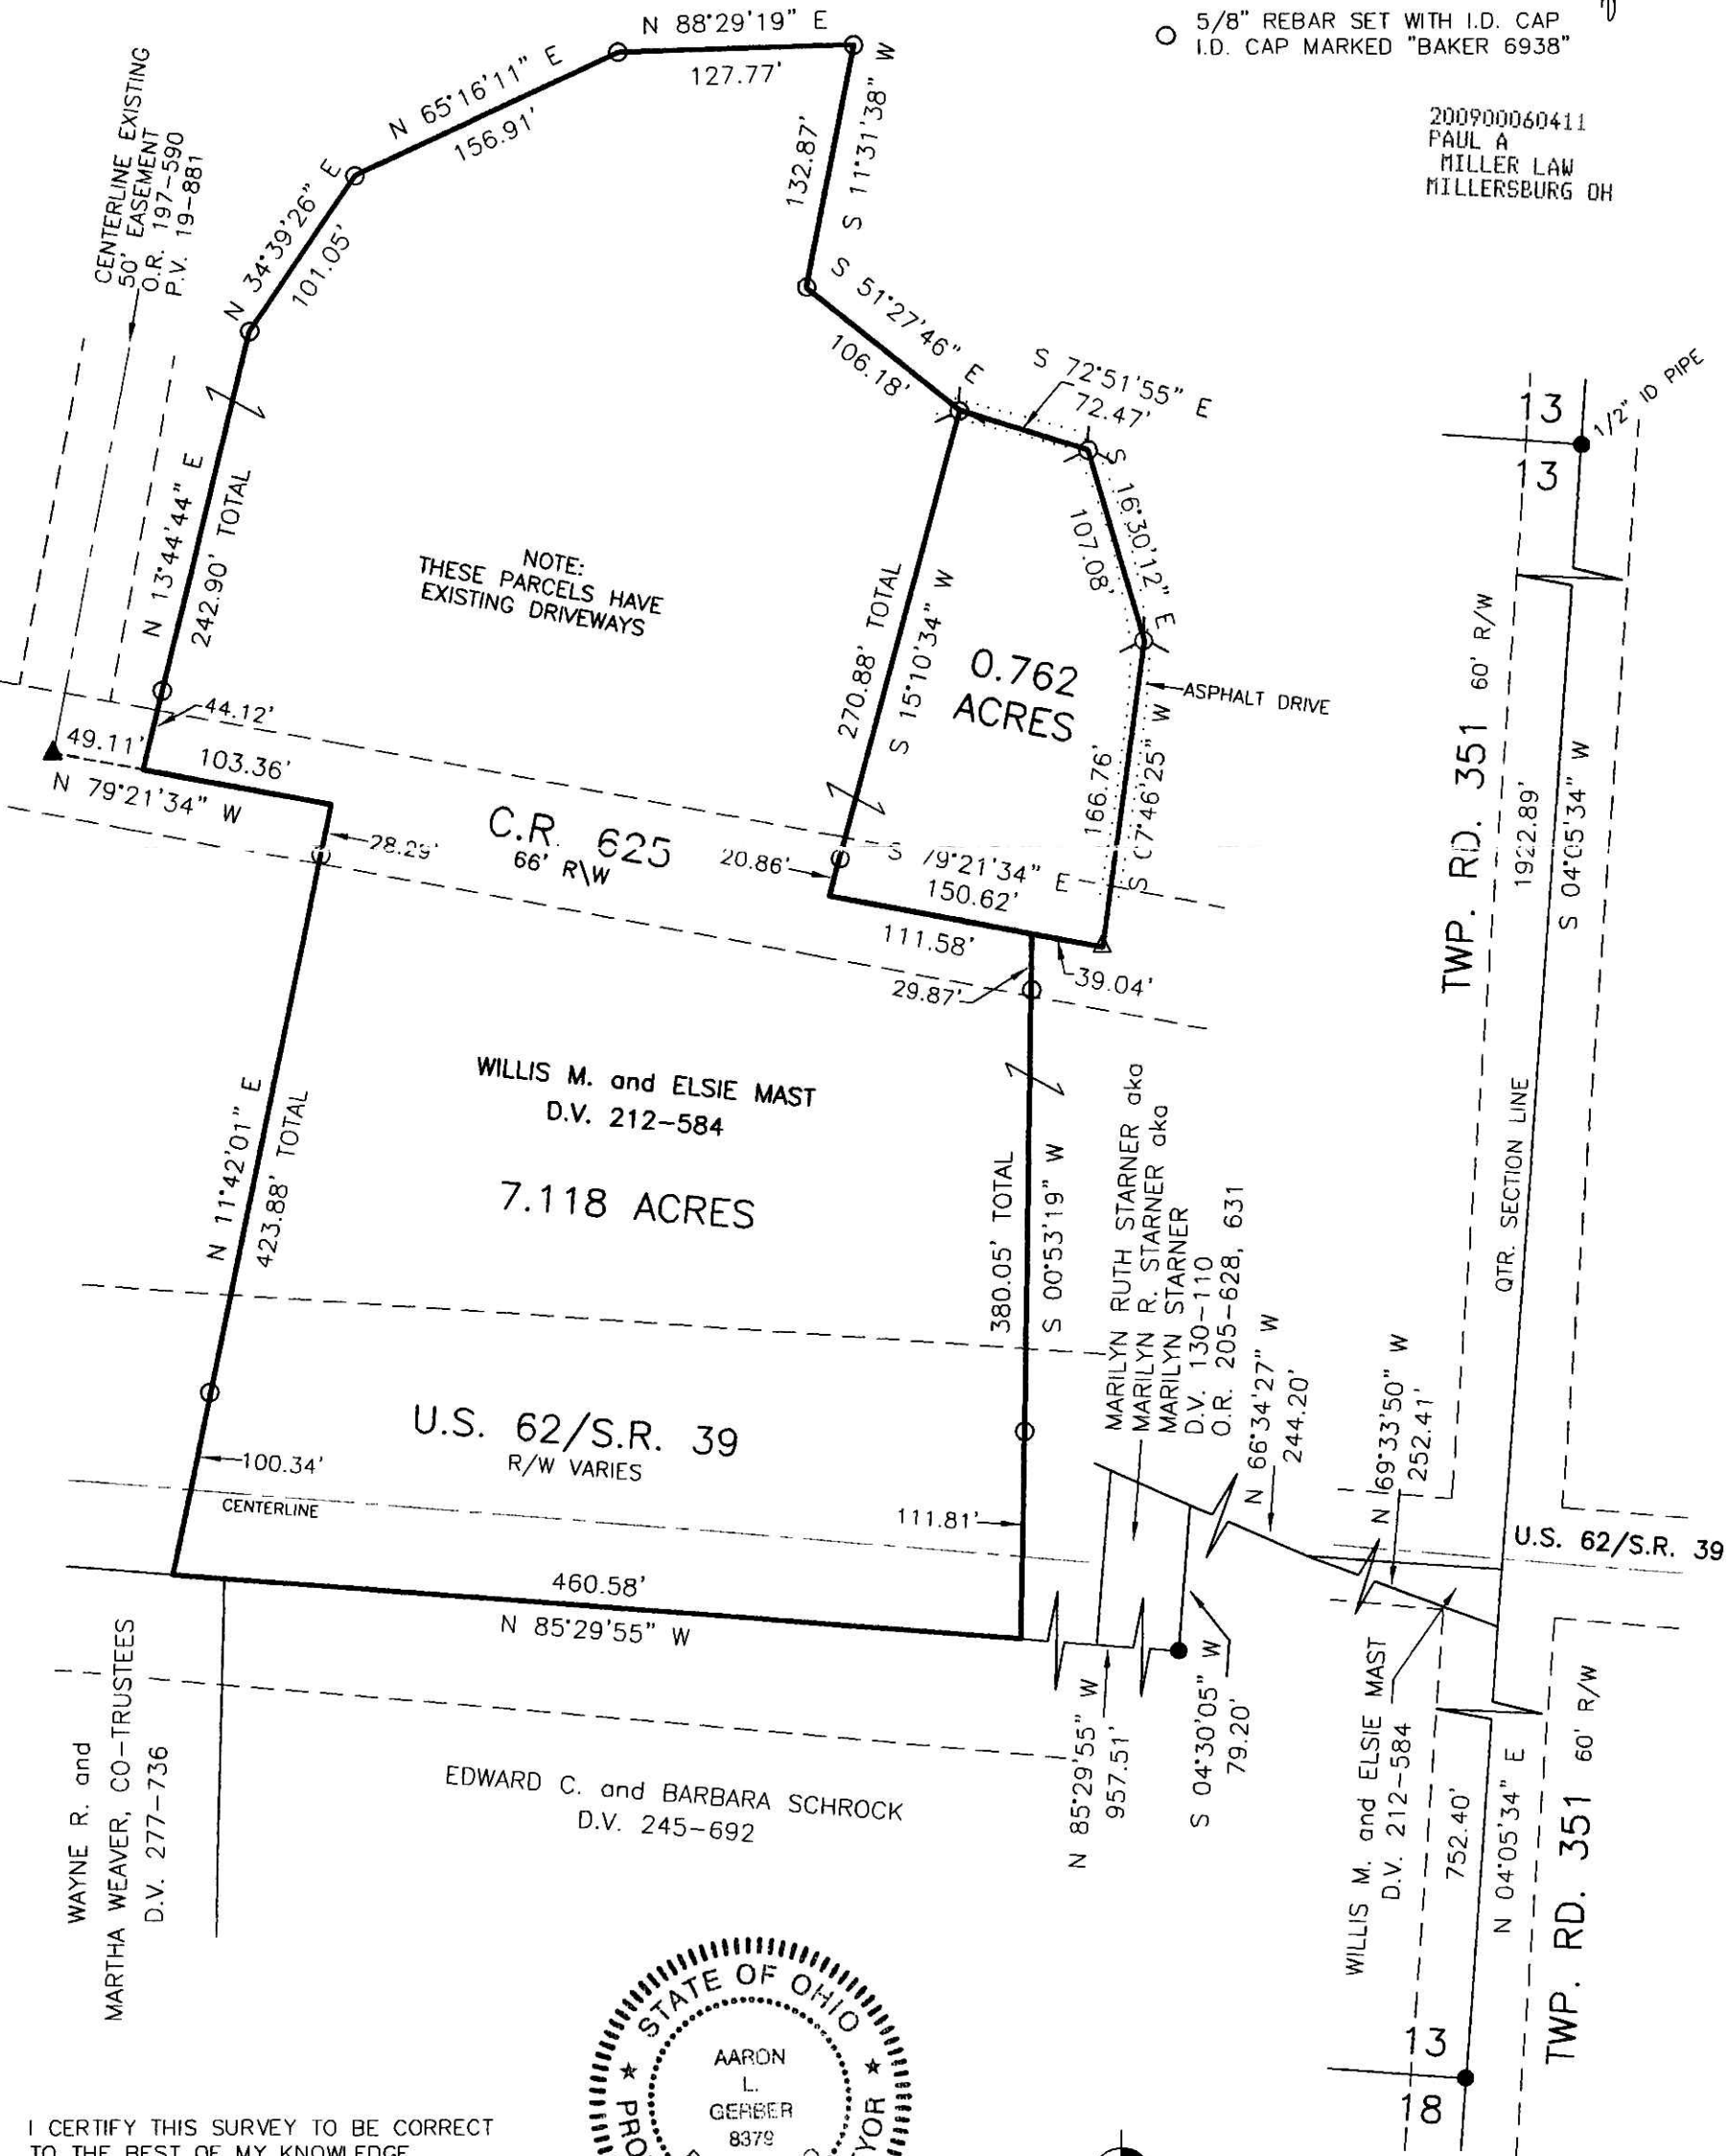 5/8" REBAR SET WITH I.D. CAP
I.D. CAP MARKED "BAKER 6938"
200900060411
PAUL A
MILLER LAW
MILLERSBURG OH
N 88°29'19" E
127.77'
N 65°16'11" E
156.91'
N 34°39'26" E
101.05'
CENTERLINE EXISTING
50' EASEMENT
O.R. 197-590
P.V. 19-881
132.87'
S 11°31'38" W
S 51°27'46" E
106.18'
S 72°51'55" E
72.47'
S 16°30'12" E
107.08'
13
1/2" ID PIPE
13
N 13°44'44" E
242.90' TOTAL
NOTE:
THESE PARCELS HAVE
EXISTING DRIVEWAYS
270.88' TOTAL
S 15°10'34" W
0.762
ACRES
ASPHALT DRIVE
166.76'
S 07°46'25" W
TWP. RD. 351 60' R/W
1922.89'
S 04°05'34" W
44.12'
49.11'
103.36'
N 79°21'34" W
28.29'
C.R. 625
66' R\W
20.86'
S 79°21'34" E
150.62'
111.58'
39.04'
29.87'
WILLIS M. and ELSIE MAST
D.V. 212-584
7.118 ACRES
N 11°42'01" E
423.88' TOTAL
380.05' TOTAL
S 00°53'19" W
MARILYN RUTH STARNER aka
MARILYN R. STARNER aka
MARILYN STARNER
D.V. 130-110
O.R. 205-628, 631
N 66°34'27" W
244.20'
N 69°33'50" W
252.41'
QTR. SECTION LINE
U.S. 62/S.R. 39
R/W VARIES
100.34'
CENTERLINE
111.81'
U.S. 62/S.R. 39
460.58'
N 85°29'55" W
WAYNE R. and
MARTHA WEAVER, CO-TRUSTEES
D.V. 277-736
EDWARD C. and BARBARA SCHROCK
D.V. 245-692
N 85°29'55" W
957.51'
S 04°30'05" W
79.20'
WILLIS M. and ELSIE MAST
D.V. 212-584
752.40'
N 04°05'34" E
TWP. RD. 351 60' R/W
13
18
STATE OF OHIO
AARON
L.
GERBER
8379
I CERTIFY THIS SURVEY TO BE CORRECT
TO THE BEST OF MY KNOWLEDGE